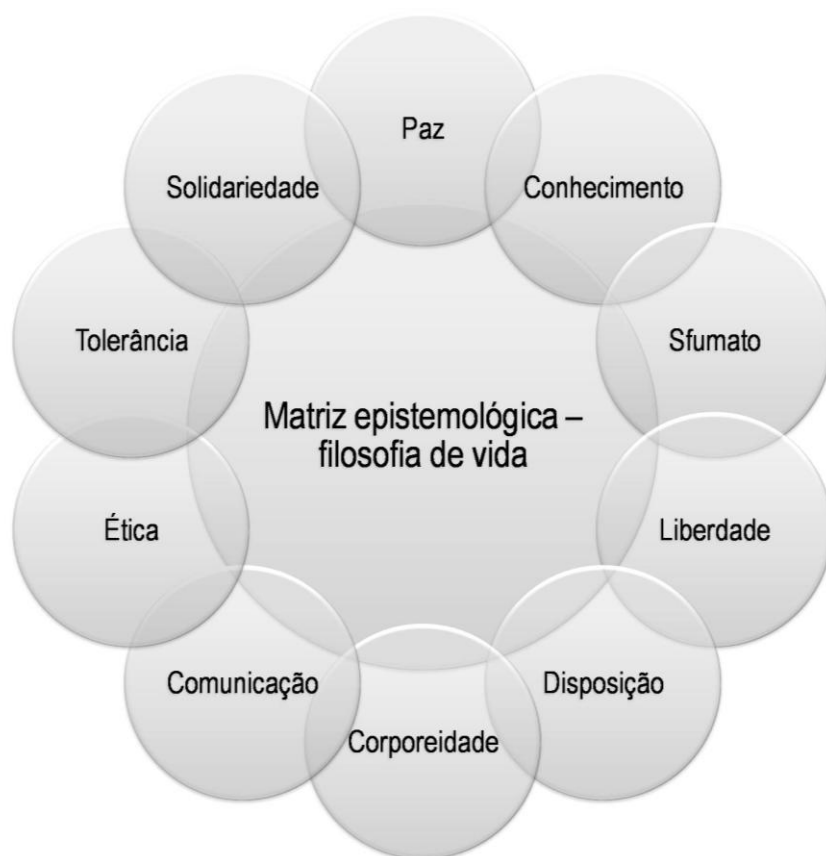 Paz
Conhecimento
Sfumato
Liberdade
Disposição
Corporeidade
Comunicação
Ética
Tolerância
Solidariedade
Matriz epistemológica –
filosofia de vida